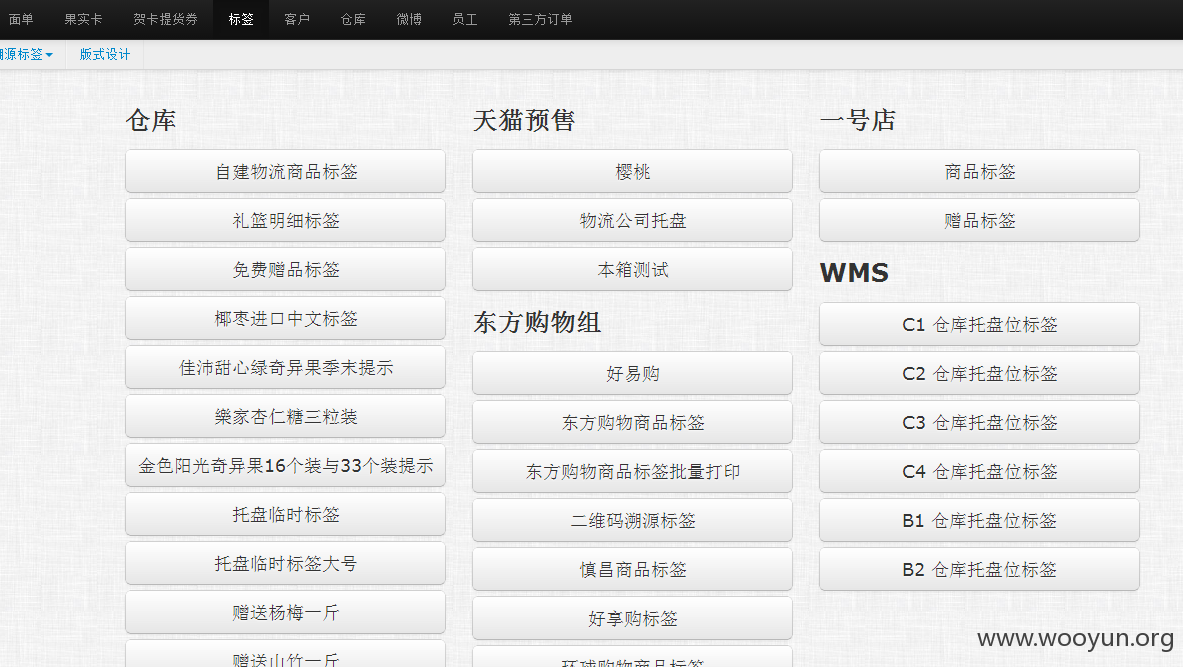 面单 果实卡 贺卡提货券 标签 客户 仓库 微博 员工 第三方订单
溯源标签 版式设计
仓库
自建物流商品标签
礼篮明细标签
免费赠品标签
椰枣进口中文标签
佳沛甜心绿奇异果季末提示
樂家杏仁糖三粒装
金色阳光奇异果16个装与33个装提示
托盘临时标签
托盘临时标签大号
赠送杨梅一斤
赠送山竹一斤
天猫预售
樱桃
物流公司托盘
本箱测试
东方购物组
好易购
东方购物商品标签
东方购物商品标签批量打印
二维码溯源标签
慎昌商品标签
好享购标签
环球购物商品标签
一号店
商品标签
赠品标签
WMS
C1 仓库托盘位标签
C2 仓库托盘位标签
C3 仓库托盘位标签
C4 仓库托盘位标签
B1 仓库托盘位标签
B2 仓库托盘位标签
www.wooyun.org